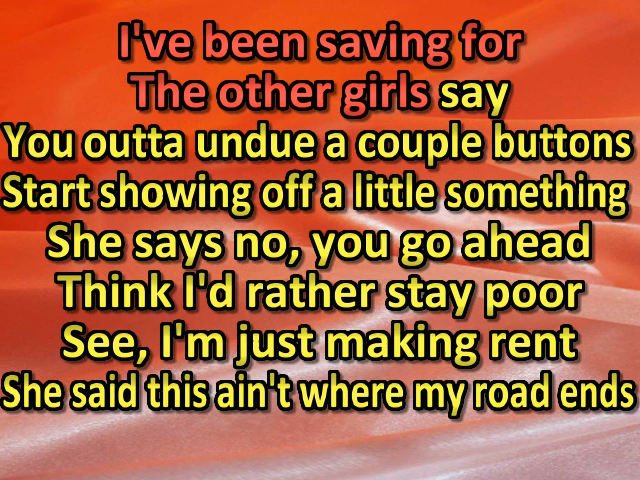 I've been saving for
The other girls say
You outta undue a couple buttons
Start showing off a little something
She says no, you go ahead
Think I'd rather stay poor
See, I'm just making rent
She said this ain't where my road ends